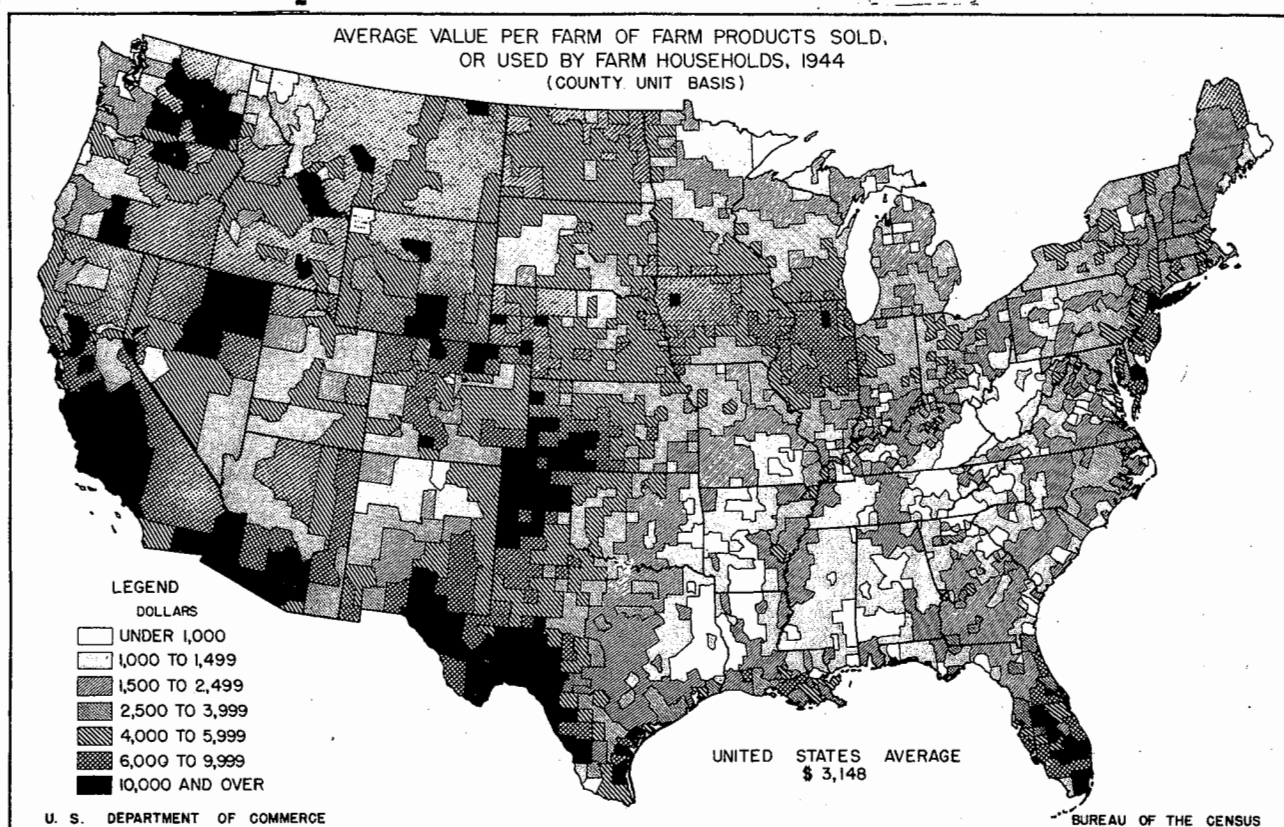 AVERAGE VALUE PER FARM OF FARM PRODUCTS SOLD,
OR USED BY FARM HOUSEHOLDS, 1944
(COUNTY UNIT BASIS)
LEGEND
DOLLARS
UNDER 1,000
1,000 TO 1,499
1,500 TO 2,499
2,500 TO 3,999
4,000 TO 5,999
6,000 TO 9,999
10,000 AND OVER
UNITED STATES AVERAGE
$ 3,148
U. S. DEPARTMENT OF COMMERCE
BUREAU OF THE CENSUS